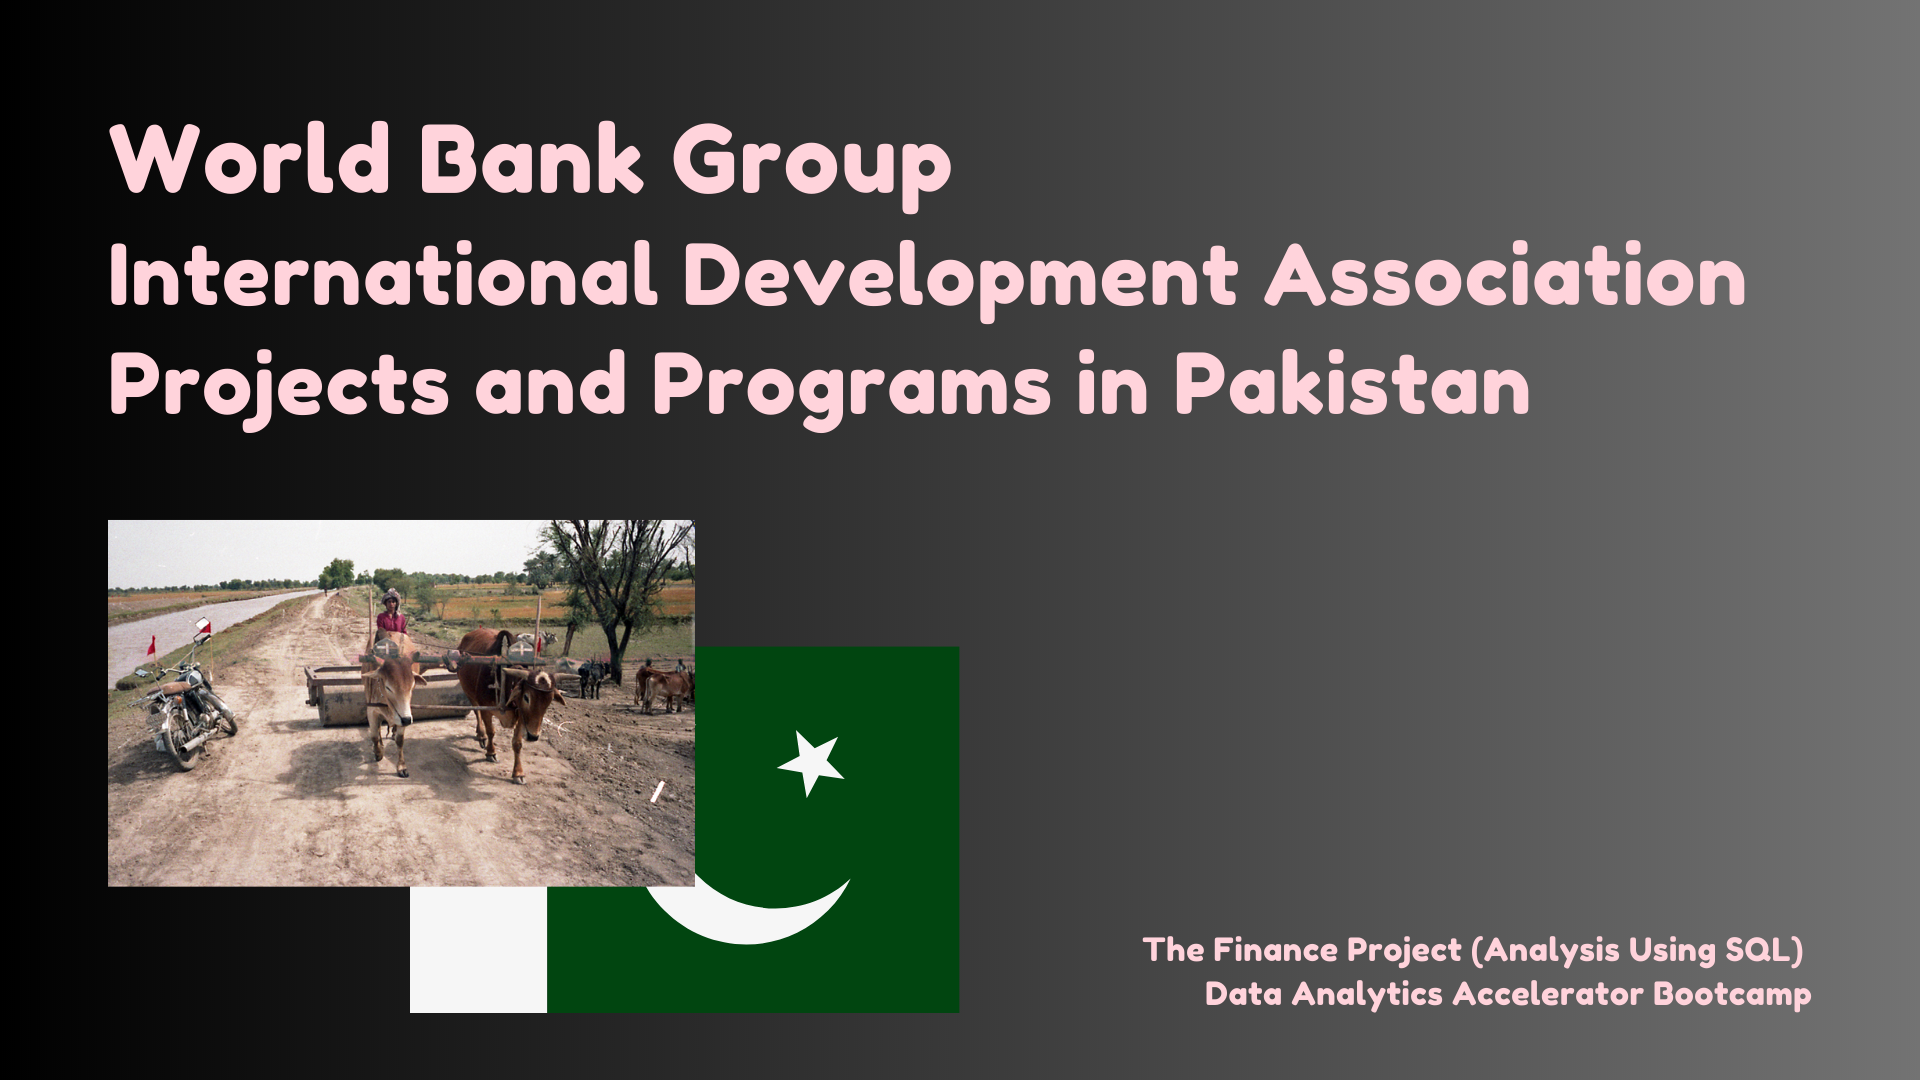 World Bank Group
International Development Association
Projects and Programs in Pakistan
The Finance Project (Analysis Using SQL)
Data Analytics Accelerator Bootcamp